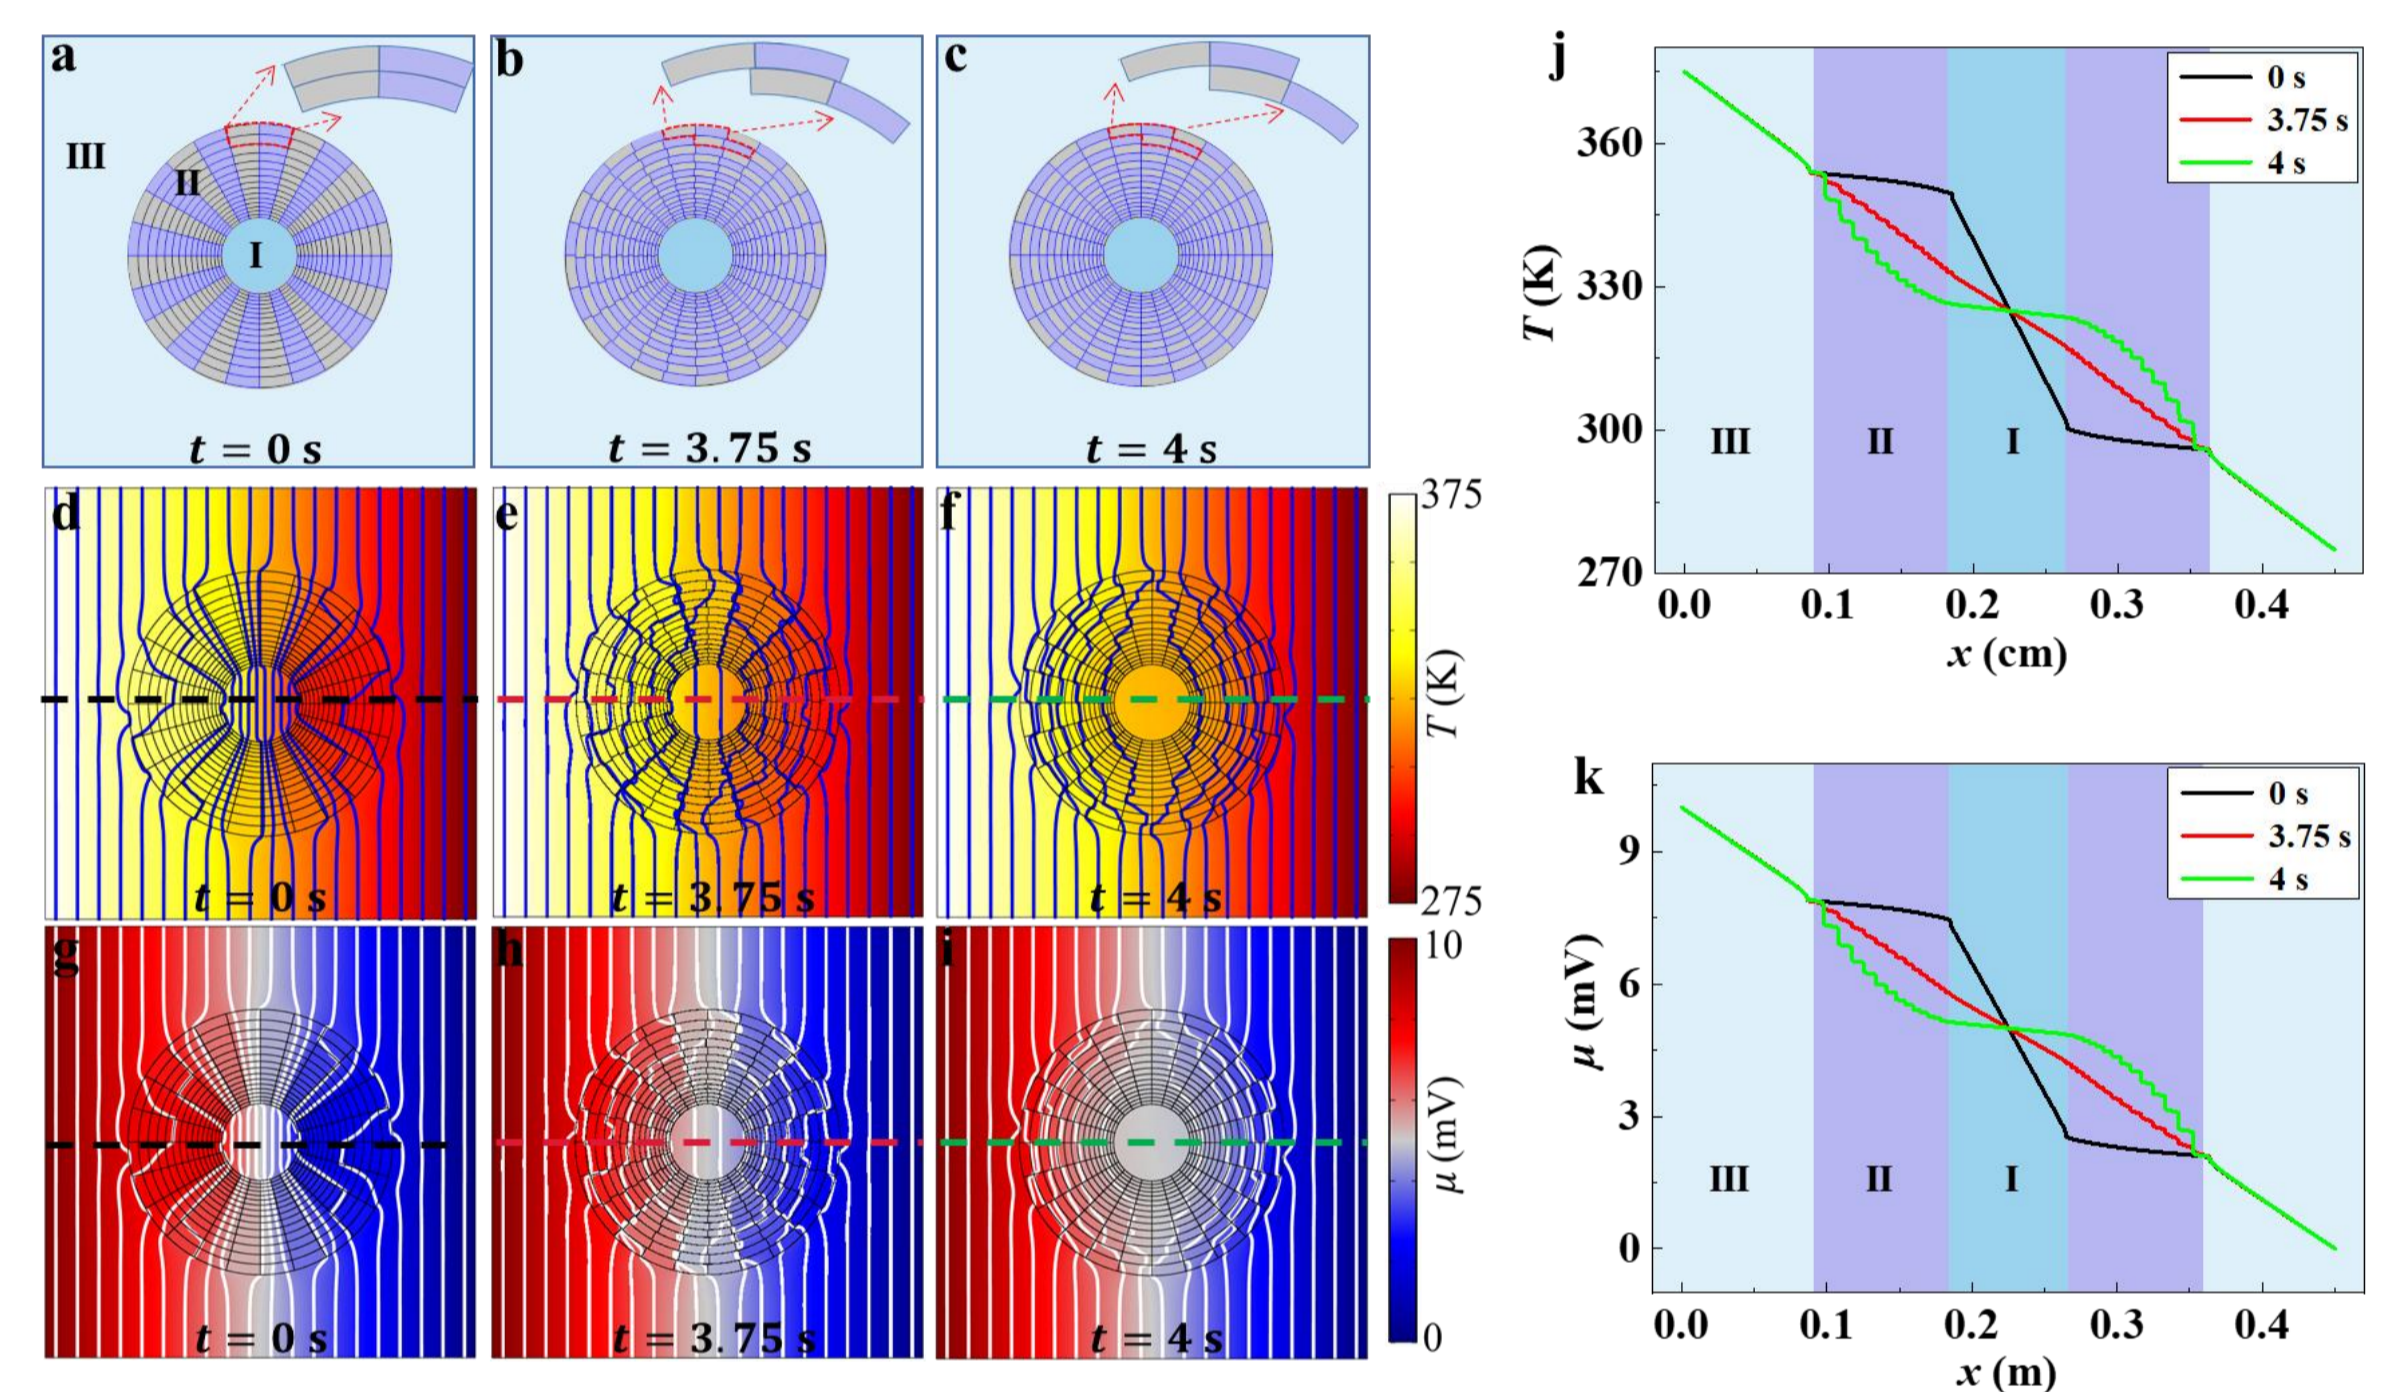 a
III
II
I
t = 0 s
b
t = 3.75 s
c
t = 4 s
d
t = 0 s
e
t = 3.75 s
f
t = 4 s
375
T (K)
275
g
t = 0 s
h
t = 3.75 s
i
t = 4 s
10
μ (mV)
0
j
0 s
3.75 s
4 s
360
330
300
270
T (K)
III
II
I
0.0
0.1
0.2
0.3
0.4
x (cm)
k
0 s
3.75 s
4 s
9
6
3
0
μ (mV)
III
II
I
0.0
0.1
0.2
0.3
0.4
x (m)